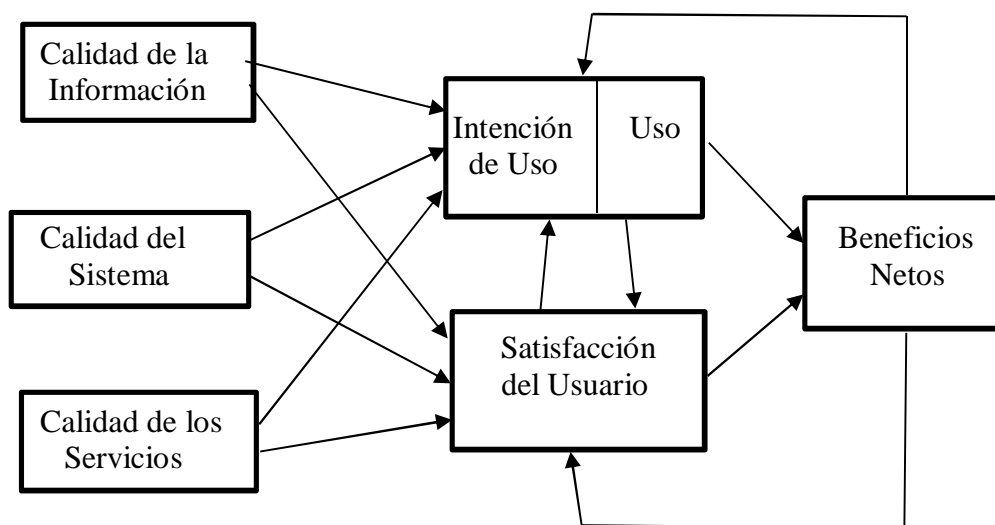 Calidad de la
Información
Intención
de Uso
Uso
Calidad del
Sistema
Beneficios
Netos
Satisfacción
del Usuario
Calidad de los
Servicios